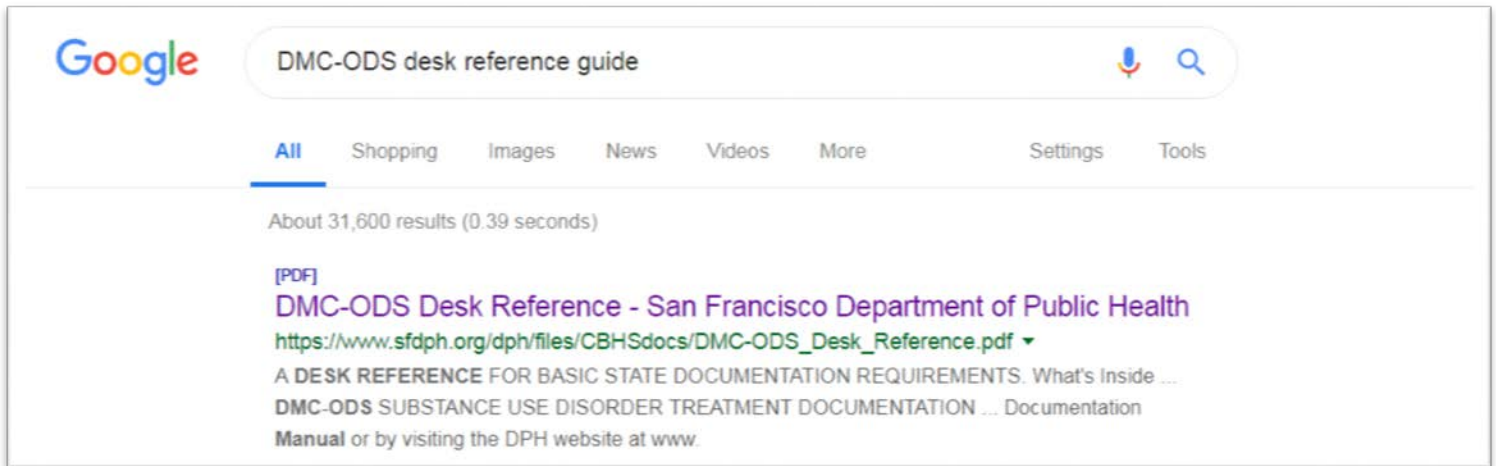 Google DMC-ODS desk reference guide
All Shopping Images News Videos More Settings Tools
About 31,600 results (0.39 seconds)
[PDF]
DMC-ODS Desk Reference - San Francisco Department of Public Health
https://www.sfdph.org/dph/files/CBHSdocs/DMC-ODS_Desk_Reference.pdf
A DESK REFERENCE FOR BASIC STATE DOCUMENTATION REQUIREMENTS. What's Inside ...
DMC-ODS SUBSTANCE USE DISORDER TREATMENT DOCUMENTATION ... Documentation
Manual or by visiting the DPH website at www.